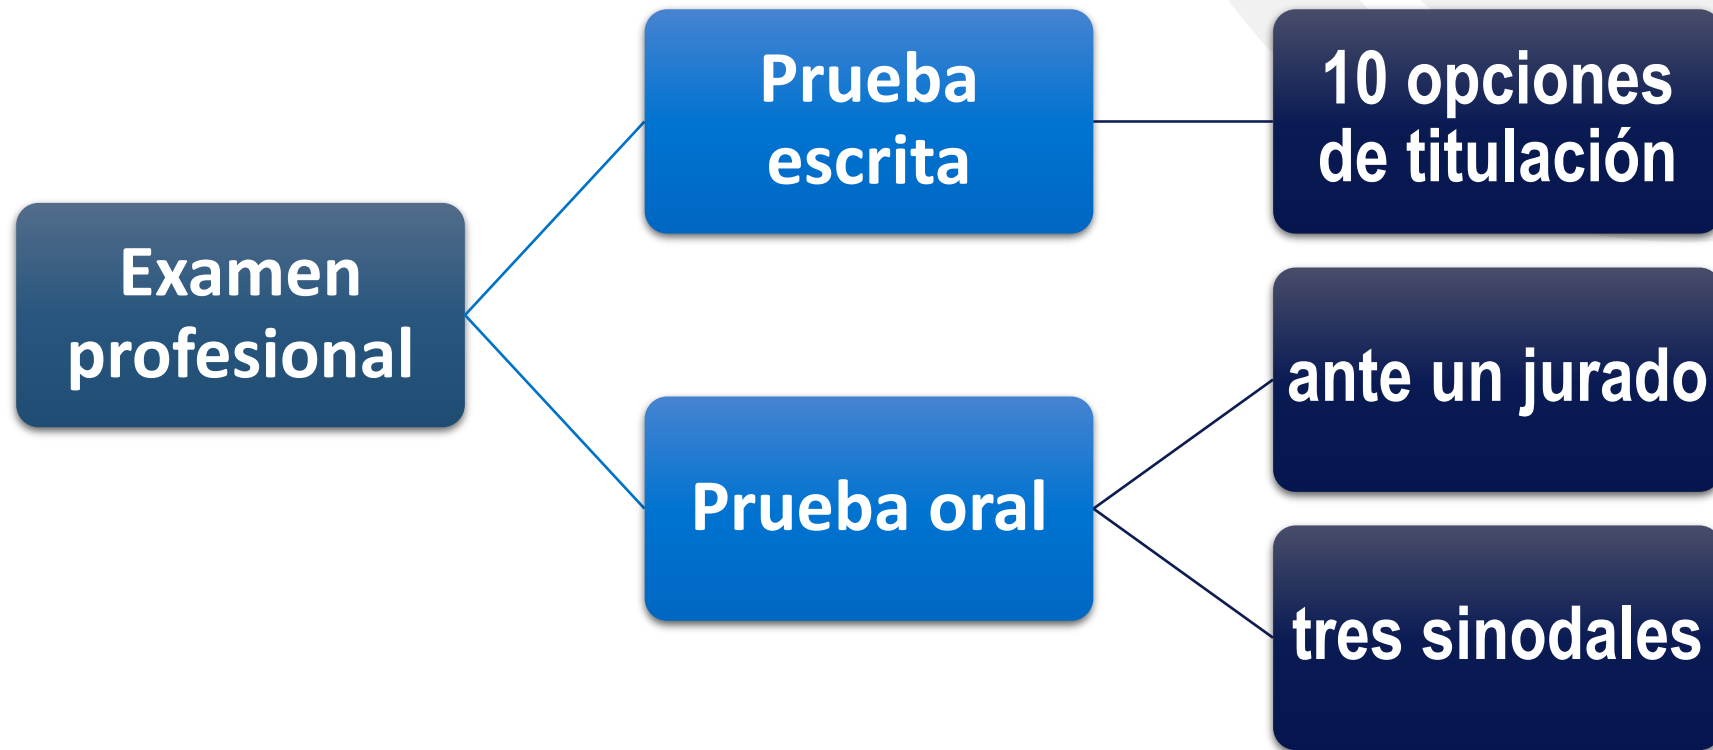 Examen
profesional
Prueba
escrita
10 opciones
de titulación
Prueba oral
ante un jurado
tres sinodales